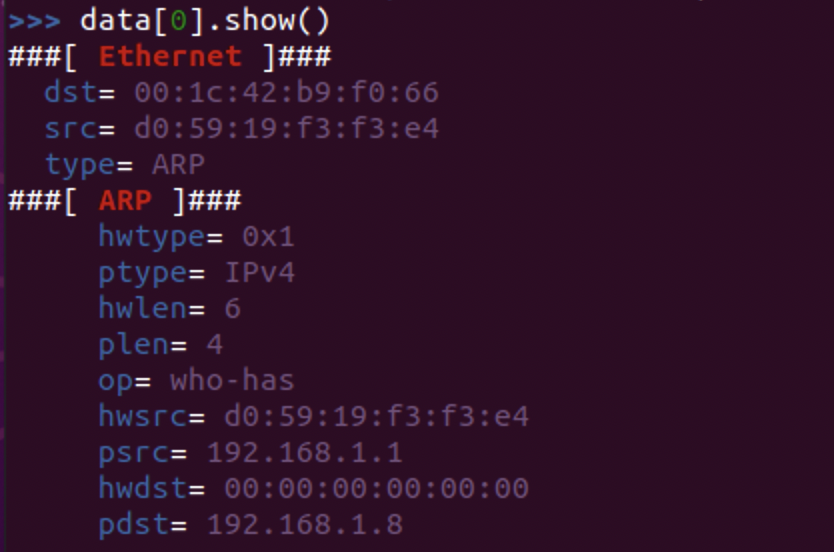 >>> data[0].show()
###[ Ethernet ]###
dst= 00:1c:42:b9:f0:66
src= d0:59:19:f3:f3:e4
type= ARP
###[ ARP ]###
hwtype= 0x1
ptype= IPv4
hwlen= 6
plen= 4
op= who-has
hwsrc= d0:59:19:f3:f3:e4
psrc= 192.168.1.1
hwdst= 00:00:00:00:00:00
pdst= 192.168.1.8